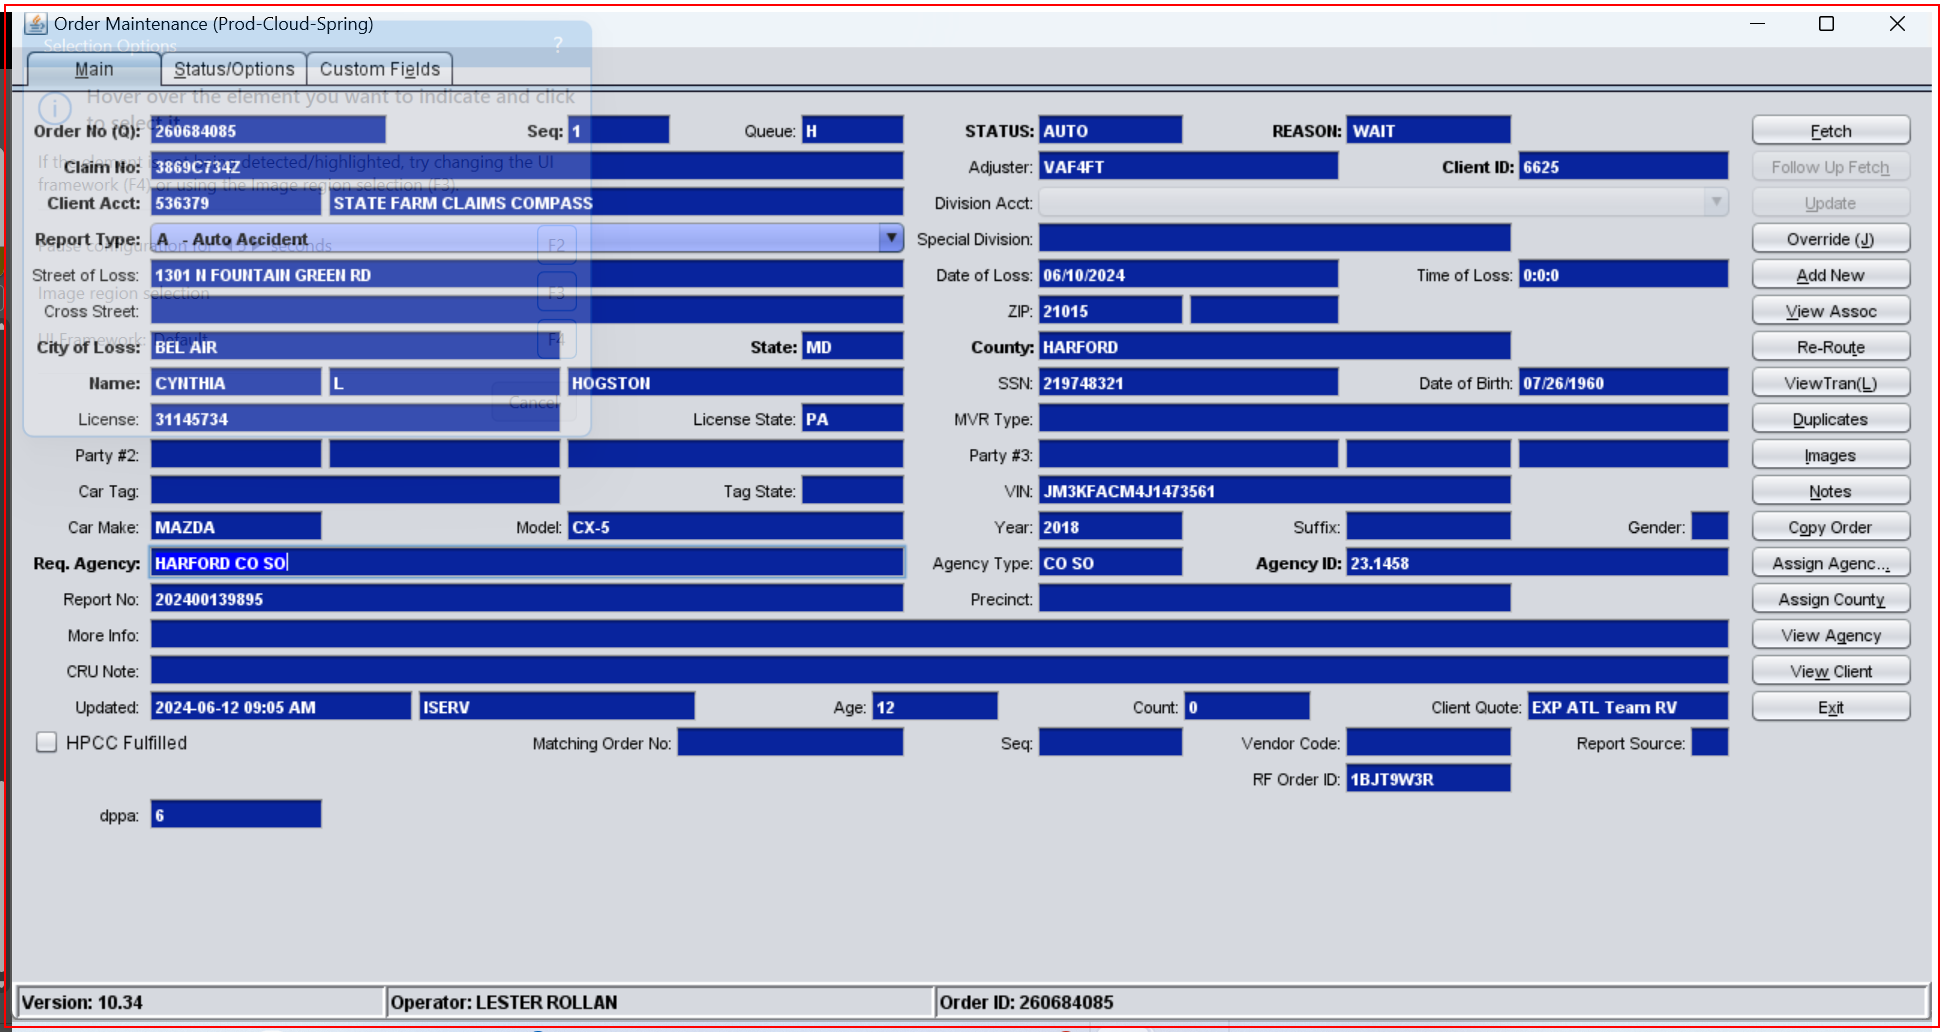 Order Maintenance (Prod-Cloud-Spring)
Selection Options ?
Main Status/Options Custom Fields
Hover over the element you want to indicate and click
to select it
Order No (Q): 260684085 Seq: 1 Queue: H STATUS: AUTO REASON: WAIT Fetch
If the element is not being detected/highlighted, try changing the UI
Claim No: 3869C734Z Adjuster: VAF4FT Client ID: 6625 Follow Up Fetch
framework (F4) or using the Image region selection (F3).
Client Acct: 536379 STATE FARM CLAIMS COMPASS Division Acct: Update
Report Type: A - Auto Accident Special Division: Override (J)
Pause configuration for seconds F2
Street of Loss: 1301 N FOUNTAIN GREEN RD Date of Loss: 06/10/2024 Time of Loss: 0:0:0 Add New
Image region selection F3
Cross Street: ZIP: 21015 View Assoc
UI Framework: Default F4
City of Loss: BEL AIR State: MD County: HARFORD Re-Route
Name: CYNTHIA L HOGSTON SSN: 219748321 Date of Birth: 07/26/1960 ViewTran(L)
Cancel
License: 31145734 License State: PA MVR Type: Duplicates
Party #2: Party #3: Images
Car Tag: Tag State: VIN: JM3KFACM4J1473561 Notes
Car Make: MAZDA Model: CX-5 Year: 2018 Suffix: Gender: Copy Order
Req. Agency: HARFORD CO SO Agency Type: CO SO Agency ID: 23.1458 Assign Agenc...
Report No: 202400139895 Precinct: Assign County
More Info: View Agency
CRU Note: View Client
Updated: 2024-06-12 09:05 AM ISERV Age: 12 Count: 0 Client Quote: EXP ATL Team RV Exit
HPCC Fulfilled Matching Order No: Seq: Vendor Code: Report Source:
RF Order ID: 1BJT9W3R
dppa: 6
Version: 10.34 Operator: LESTER ROLLAN Order ID: 260684085